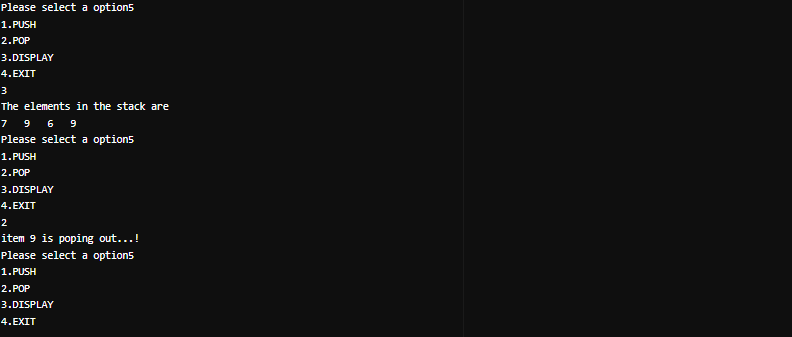 Please select a option5
1.PUSH
2.POP
3.DISPLAY
4.EXIT
3
The elements in the stack are
7 9 6 9
Please select a option5
1.PUSH
2.POP
3.DISPLAY
4.EXIT
2
item 9 is poping out...!
Please select a option5
1.PUSH
2.POP
3.DISPLAY
4.EXIT